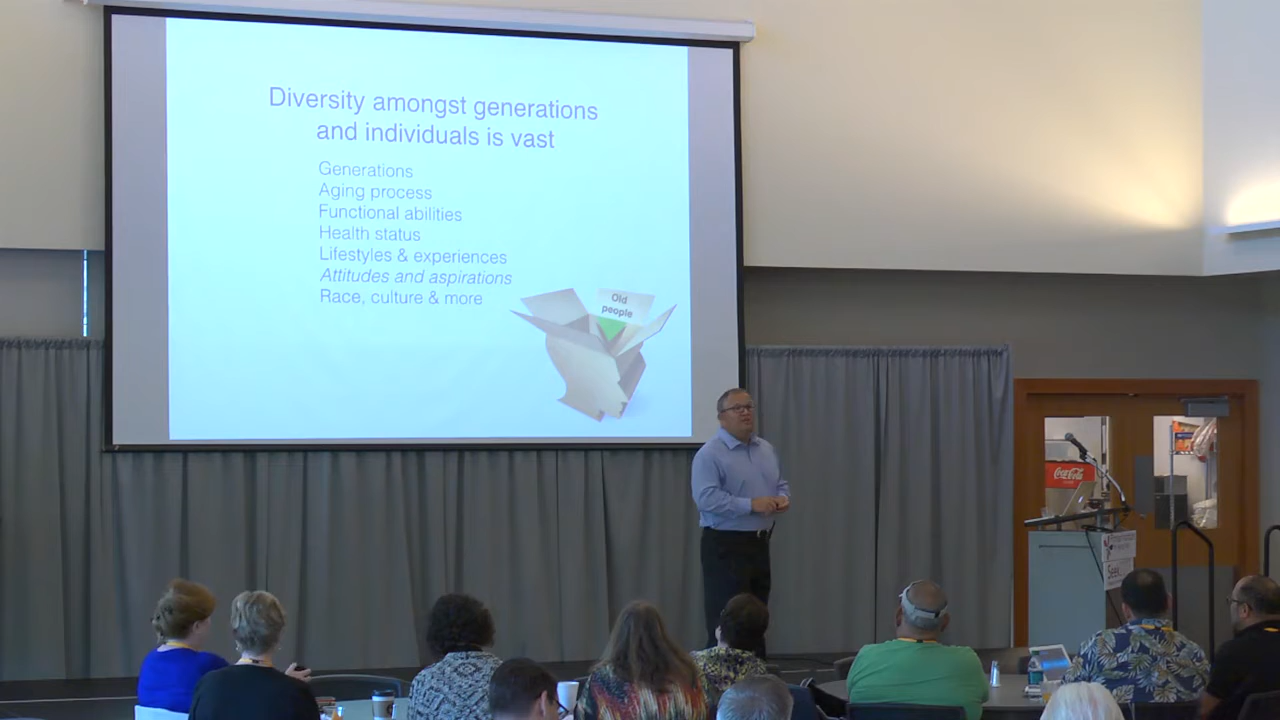 Diversity amongst generations
and individuals is vast
Generations
Aging process
Functional abilities
Health status
Lifestyles & experiences
Attitudes and aspirations
Race, culture & more
Old
people
Coca-Cola